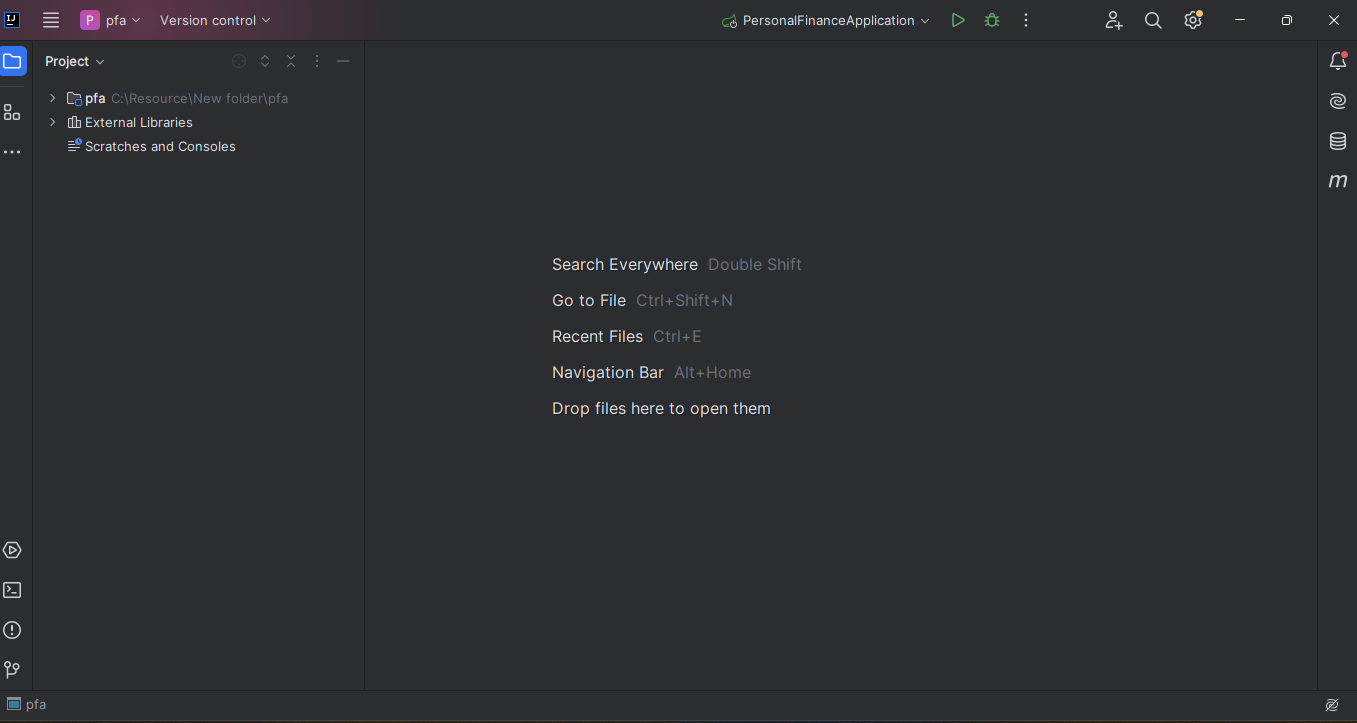 IJ P pfa Version control PersonalFinanceApplication
Project
pfa C:\Resource\New folder\pfa
External Libraries
Scratches and Consoles
m
Search Everywhere Double Shift
Go to File Ctrl+Shift+N
Recent Files Ctrl+E
Navigation Bar Alt+Home
Drop files here to open them
pfa